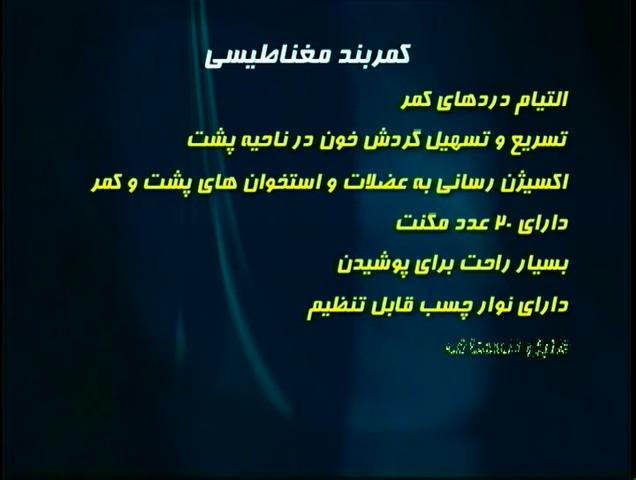 کمربند مغناطیسی
التیام دردهای کمر
تسریع و تسهیل گردش خون در ناحیه پشت
اکسیژن رسانی به عضلات و استخوان های پشت و کمر
دارای ۲۰ عدد مگنت
بسیار راحت برای پوشیدن
دارای نوار چسب قابل تنظیم